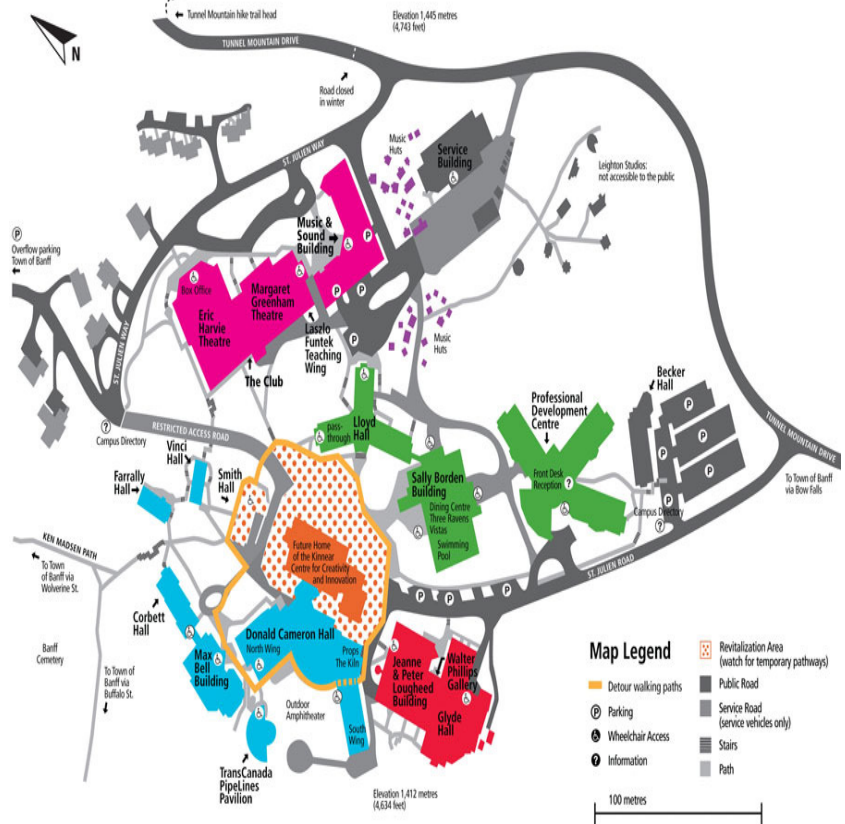 Tunnel Mountain hike trail head
Elevation 1,445 metres
(4,743 feet)
N
TUNNEL MOUNTAIN DRIVE
Road closed
in winter
ST. JULIEN WAY
Music
Huts
Service
Building
Leighton Studios:
not accessible to the public
P
Overflow parking
Town of Banff
Music &
Sound
Building
P
Box Office
Margaret
Greenham
Theatre
Eric
Harvie
Theatre
P
P
P
Laszlo
Funtek
Teaching
Wing
The Club
Music
Huts
ST. JULIEN WAY
Becker
Hall
Professional
Development
Centre
TUNNEL MOUNTAIN DRIVE
RESTRICTED ACCESS ROAD
?
Campus Directory
pass-
through
Lloyd
Hall
Vinci
Hall
Farrally
Hall
Smith
Hall
Sally Borden
Building
Dining Centre
Three Ravens
Vistas
Swimming
Pool
Front Desk
Reception ?
P
P
P
P
To Town of Banff
via Bow Falls
Campus Directory
?
KEN MADSEN PATH
To Town
of Banff via
Wolverine St.
Future Home
of the Kinnear
Centre for Creativity
and Innovation
ST. JULIEN ROAD
P
P
P
Corbett
Hall
Banff
Cemetery
Donald Cameron Hall
North Wing
Props
The Kiln
Max
Bell
Building
To Town of
Banff via
Buffalo St.
Jeanne
& Peter
Lougheed
Building
Walter
Phillips
Gallery
Glyde
Hall
Outdoor
Amphitheater
South
Wing
TransCanada
PipeLines
Pavilion
Elevation 1,412 metres
(4,634 feet)
Map Legend
Detour walking paths
P Parking
Wheelchair Access
? Information
Revitalization Area
(watch for temporary pathways)
Public Road
Service Road
(service vehicles only)
Stairs
Path
100 metres